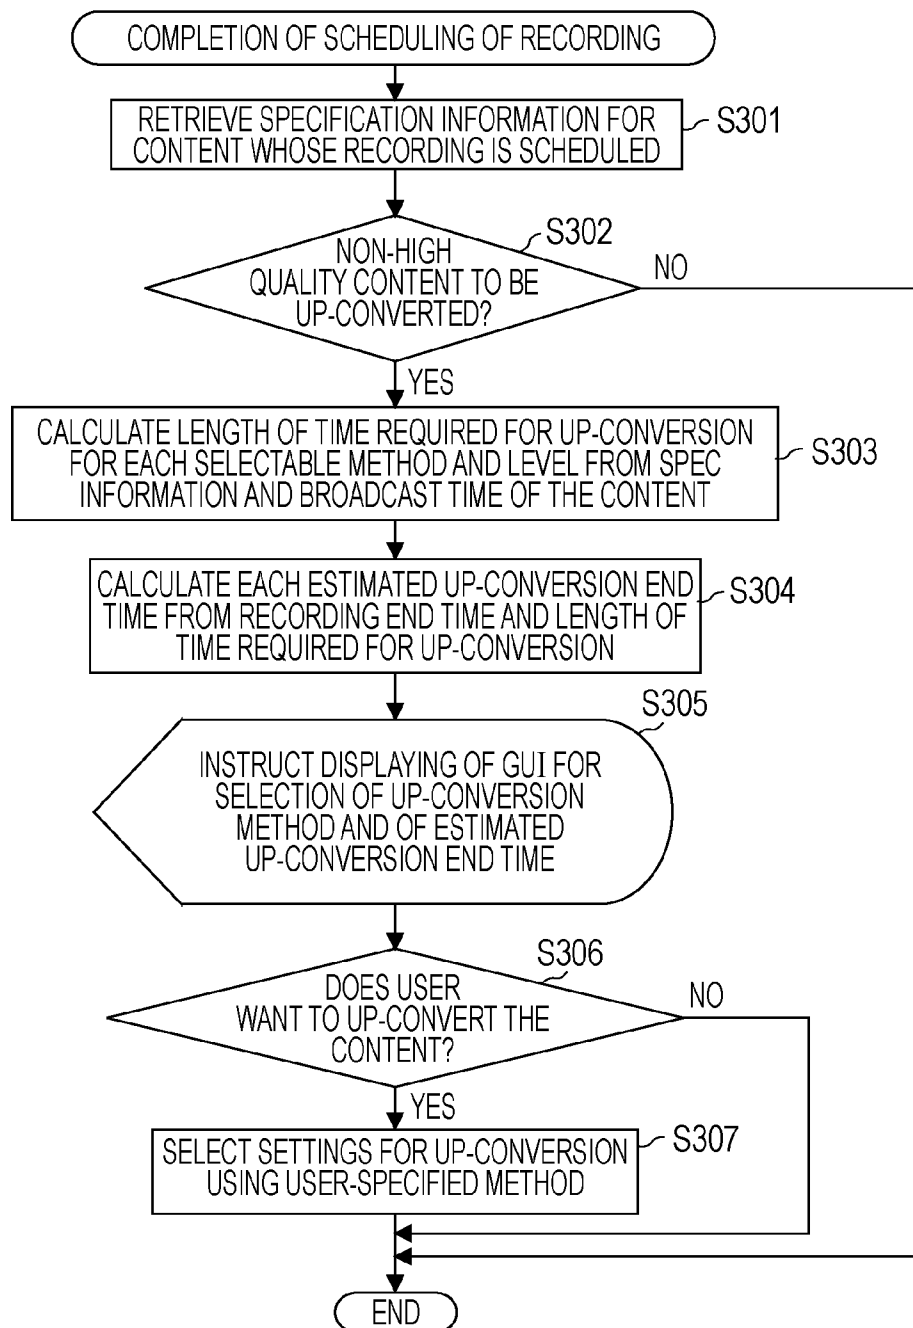 COMPLETION OF SCHEDULING OF RECORDING
RETRIEVE SPECIFICATION INFORMATION FOR
CONTENT WHOSE RECORDING IS SCHEDULED
S301
NON-HIGH
QUALITY CONTENT TO BE
UP-CONVERTED?
S302
NO
YES
CALCULATE LENGTH OF TIME REQUIRED FOR UP-CONVERSION
FOR EACH SELECTABLE METHOD AND LEVEL FROM SPEC
INFORMATION AND BROADCAST TIME OF THE CONTENT
S303
CALCULATE EACH ESTIMATED UP-CONVERSION END
TIME FROM RECORDING END TIME AND LENGTH OF
TIME REQUIRED FOR UP-CONVERSION
S304
S305
INSTRUCT DISPLAYING OF GUI FOR
SELECTION OF UP-CONVERSION
METHOD AND OF ESTIMATED
UP-CONVERSION END TIME
S306
DOES USER
WANT TO UP-CONVERT THE
CONTENT?
NO
YES
SELECT SETTINGS FOR UP-CONVERSION
USING USER-SPECIFIED METHOD
S307
END